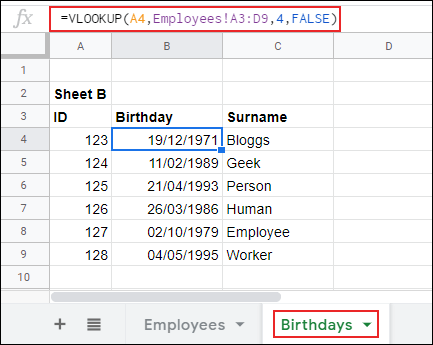 fx =VLOOKUP(A4,Employees!A3:D9,4,FALSE)
A B C D
1
2 Sheet B
3 ID Birthday Surname
4 123 19/12/1971 Bloggs
5 124 11/02/1989 Geek
6 125 21/04/1993 Person
7 126 26/03/1986 Human
8 127 02/10/1979 Employee
9 128 04/05/1995 Worker
10
+ Employees Birthdays